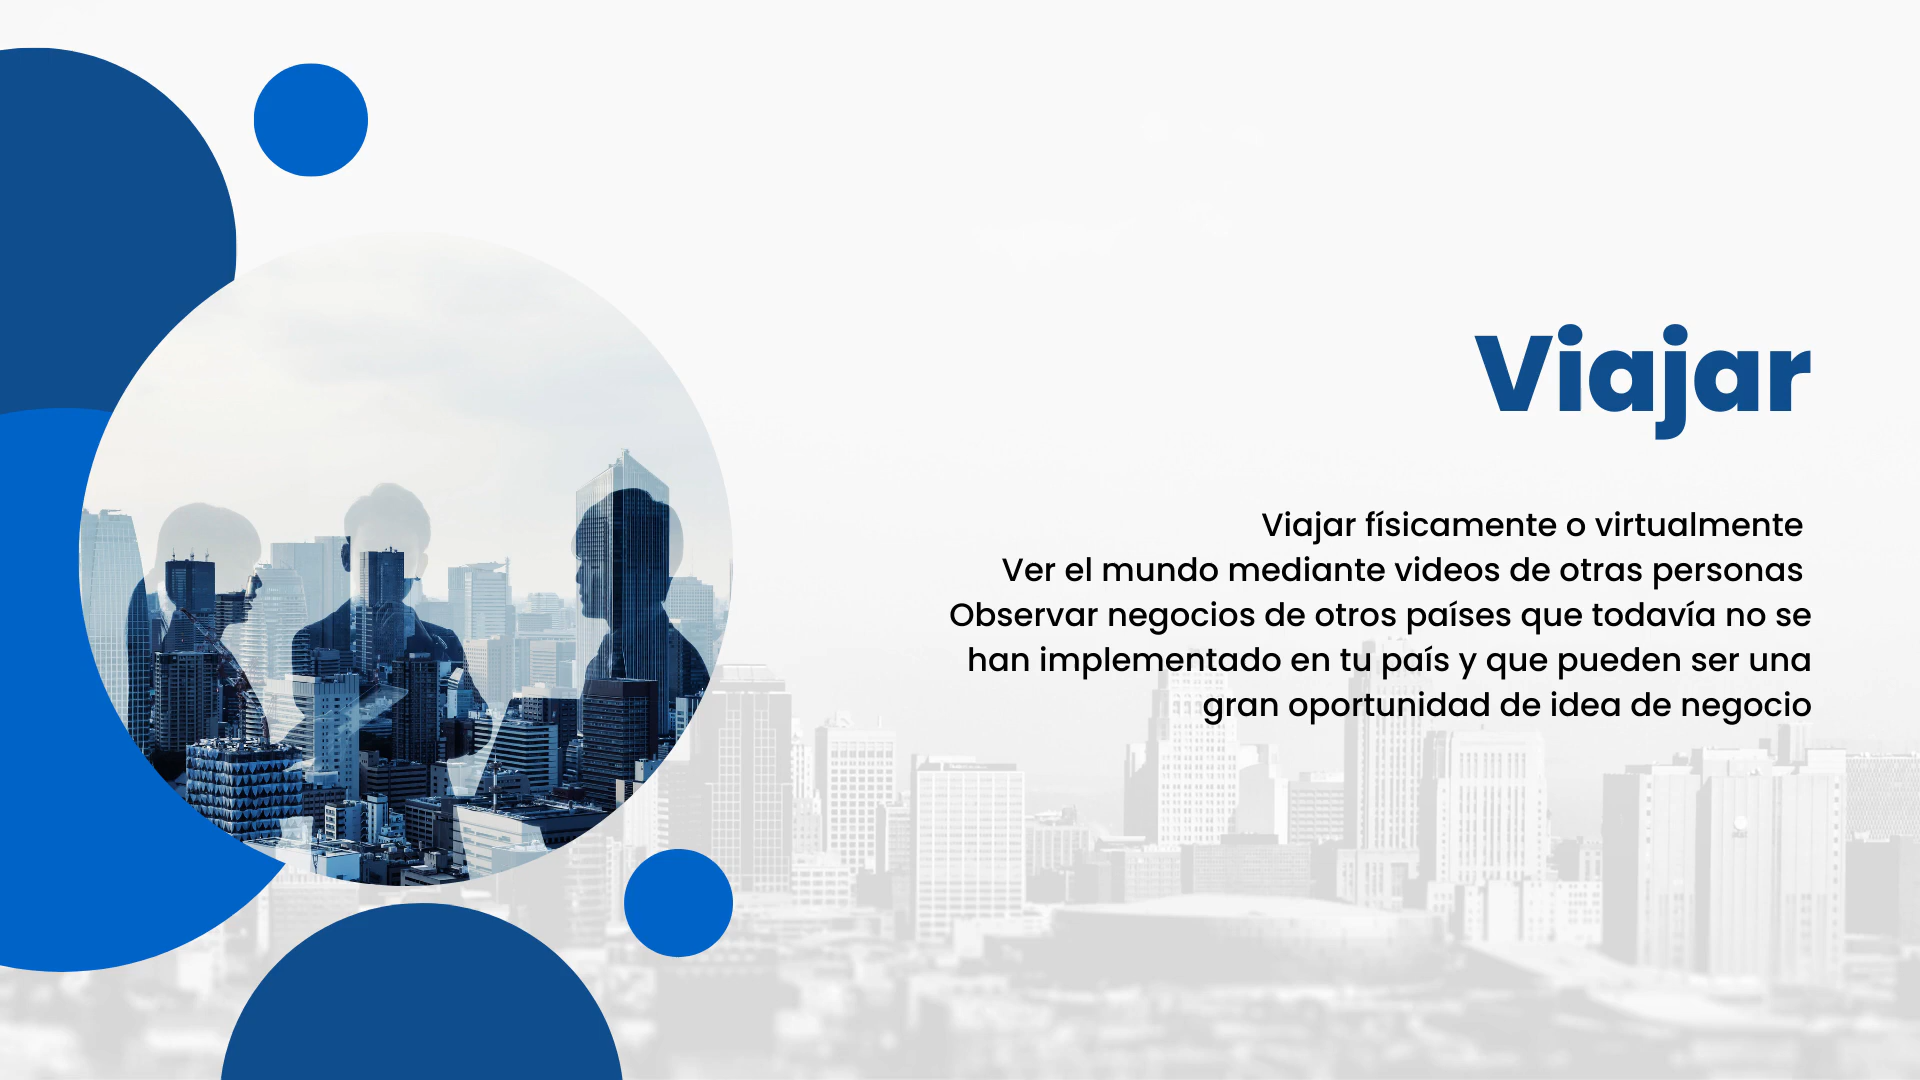 Viajar
Viajar físicamente o virtualmente
Ver el mundo mediante videos de otras personas
Observar negocios de otros países que todavía no se
han implementado en tu país y que pueden ser una
gran oportunidad de idea de negocio